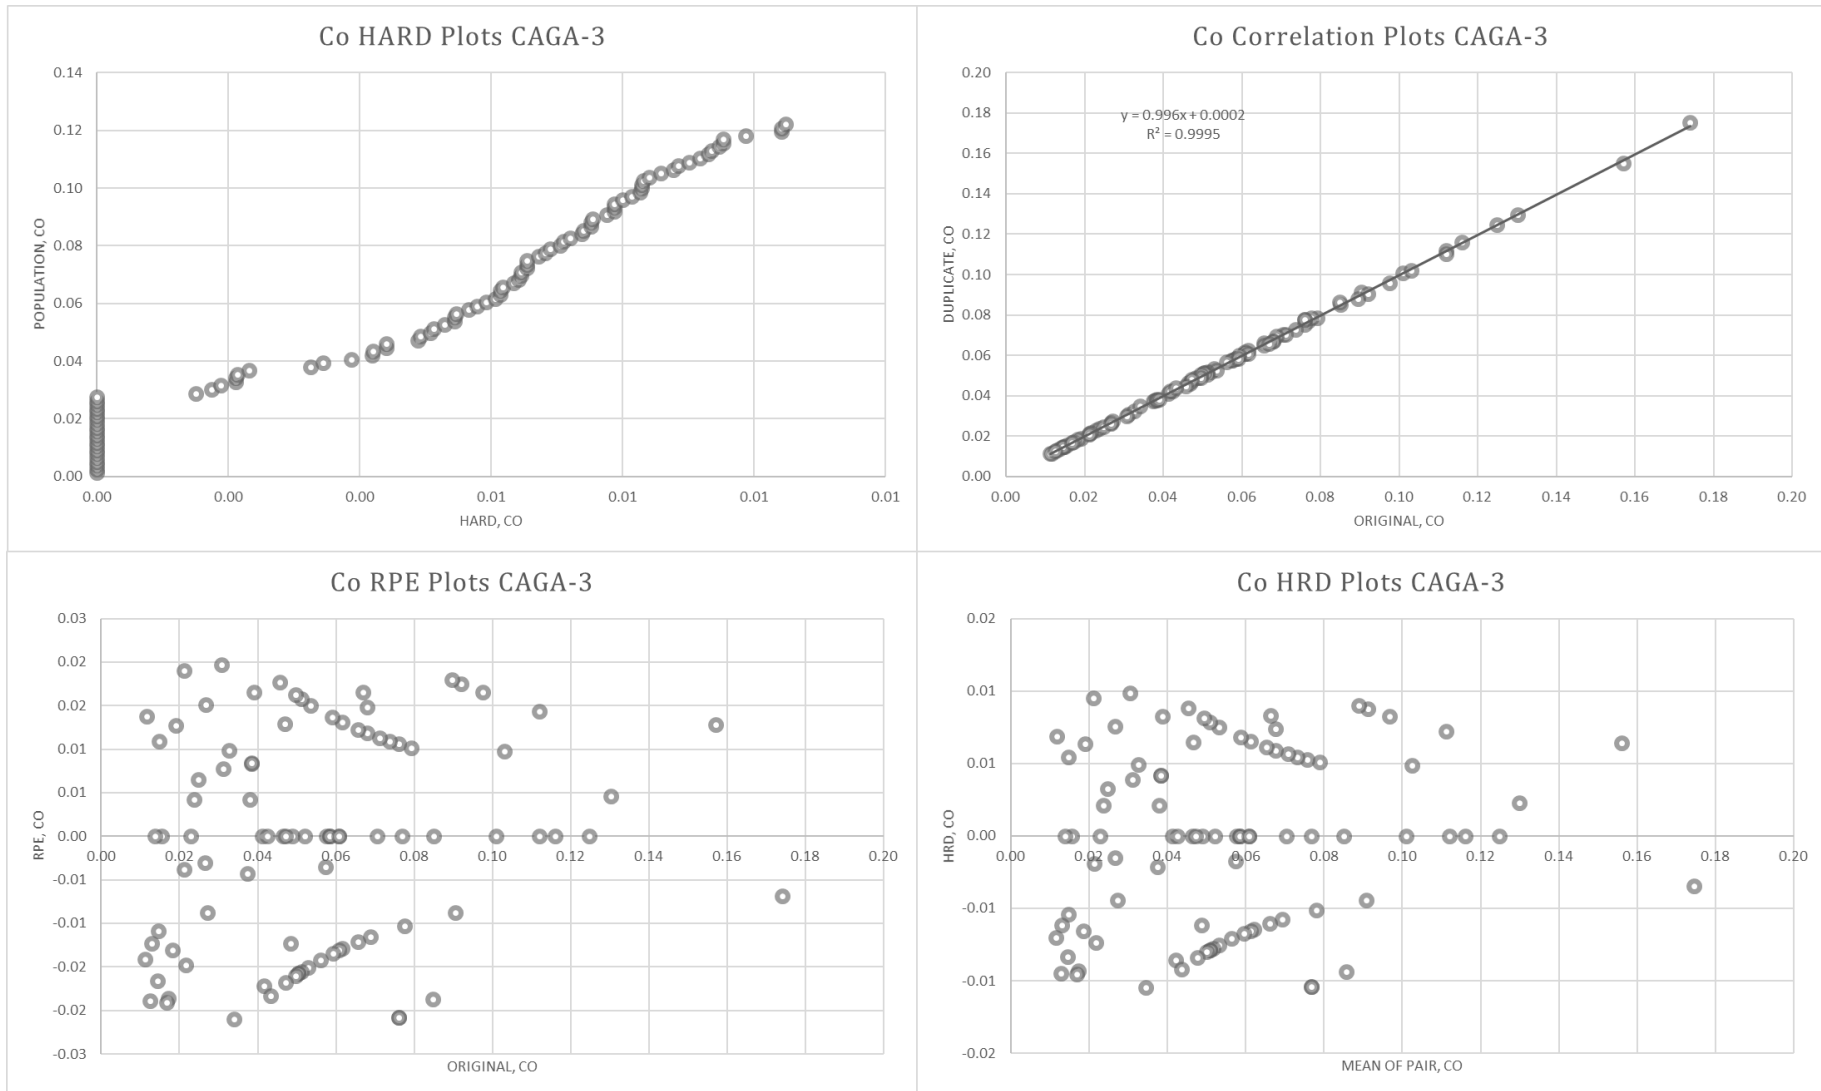 Co HARD Plots CAGA-3
0.14
0.12
0.10
0.08
0.06
0.04
0.02
0.00
POPULATION, CO
0.00 0.00 0.00 0.01 0.01 0.01 0.01
HARD, CO
Co Correlation Plots CAGA-3
0.20
0.18
0.16
0.14
0.12
0.10
0.08
0.06
0.04
0.02
0.00
DUPLICATE, CO
y = 0.996x + 0.0002
R² = 0.9995
0.00 0.02 0.04 0.06 0.08 0.10 0.12 0.14 0.16 0.18 0.20
ORIGINAL, CO
Co RPE Plots CAGA-3
0.03
0.02
0.02
0.01
0.01
0.00
-0.01
-0.01
-0.02
-0.02
-0.03
RPE, CO
0.00 0.02 0.04 0.06 0.08 0.10 0.12 0.14 0.16 0.18 0.20
ORIGINAL, CO
Co HRD Plots CAGA-3
0.02
0.01
0.01
0.00
-0.01
-0.01
-0.02
HRD, CO
0.00 0.02 0.04 0.06 0.08 0.10 0.12 0.14 0.16 0.18 0.20
MEAN OF PAIR, CO